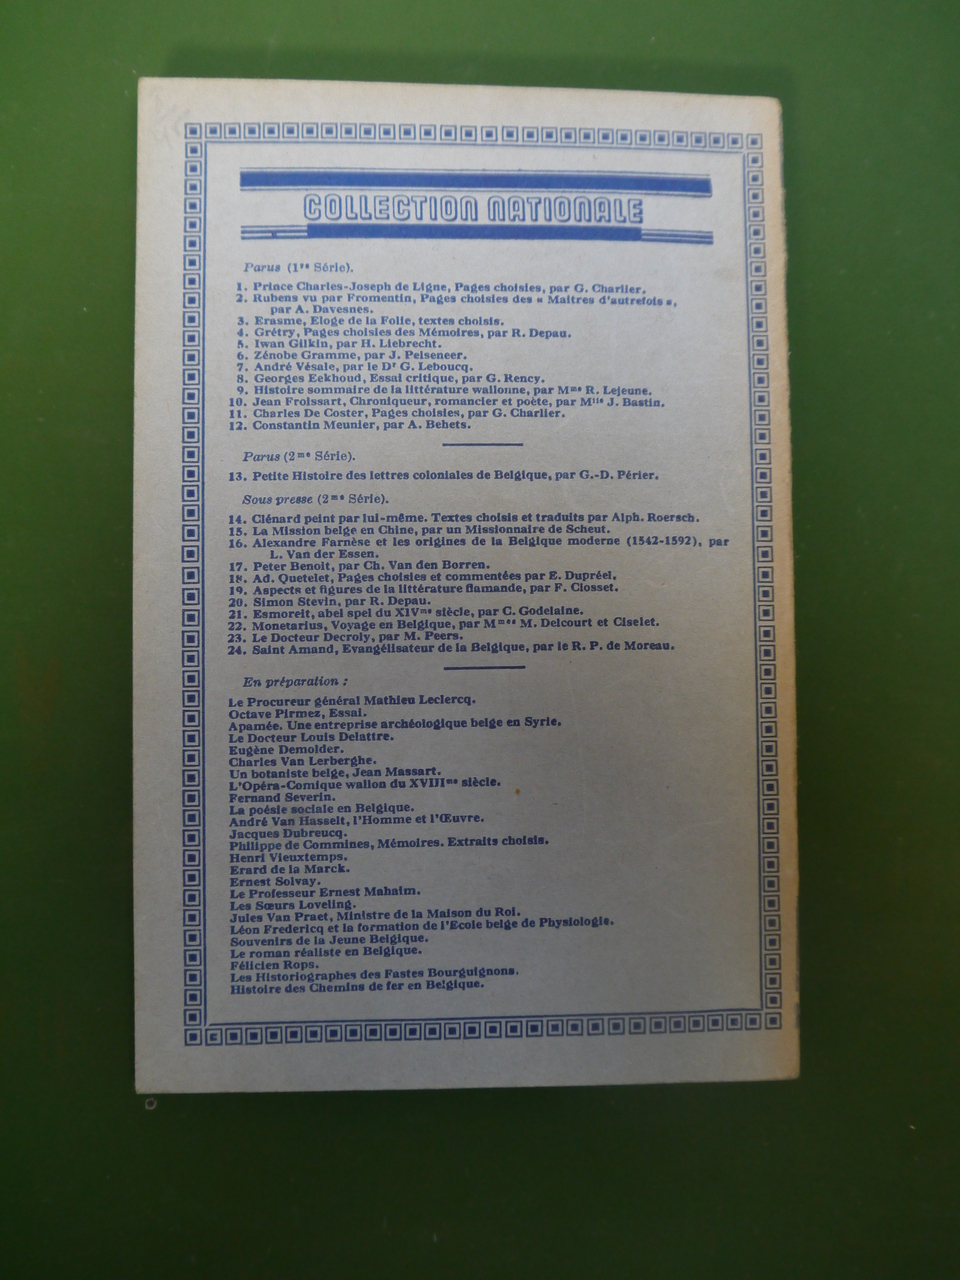 COLLECTION NATIONALE
Parus (1re Série).
1. Prince Charles-Joseph de Ligne, Pages choisies, par G. Charlier.
2. Rubens vu par Fromentin, Pages choisies des « Maîtres d'autrefois »,
par A. Davesnes.
3. Erasme, Eloge de la Folie, textes choisis.
4. Grétry, Pages choisies des Mémoires, par R. Depau.
5. Iwan Gilkin, par H. Liebrecht.
6. Zénobe Gramme, par J. Pelseneer.
7. André Vésale, par le Dr G. Leboucq.
8. Georges Eekhoud, Essai critique, par G. Rency.
9. Histoire sommaire de la littérature wallonne, par Mme R. Lejeune.
10. Jean Froissart, Chroniqueur, romancier et poète, par Mlle J. Bastin.
11. Charles De Coster, Pages choisies, par G. Charlier.
12. Constantin Meunier, par A. Behets.
Parus (2me Série).
13. Petite Histoire des lettres coloniales de Belgique, par G.-D. Périer.
Sous presse (2me Série).
14. Clénard peint par lui-même. Textes choisis et traduits par Alph. Roersch.
15. La Mission belge en Chine, par un Missionnaire de Scheut.
16. Alexandre Farnèse et les origines de la Belgique moderne (1542-1592), par
L. Van der Essen.
17. Peter Benoit, par Ch. Van den Borren.
18. Ad. Quetelet, Pages choisies et commentées par E. Dupréel.
19. Aspects et figures de la littérature flamande, par F. Closset.
20. Simon Stevin, par R. Depau.
21. Esmoreit, abel spel du XIVme siècle, par C. Godelaine.
22. Monetarius, Voyage en Belgique, par Mmes M. Delcourt et Ciselet.
23. Le Docteur Decroly, par M. Peers.
24. Saint Amand, Evangélisateur de la Belgique, par le R. P. de Moreau.
En préparation :
Le Procureur général Mathieu Leclercq.
Octave Pirmez, Essai.
Apamée. Une entreprise archéologique belge en Syrie.
Le Docteur Louis Delattre.
Eugène Demolder.
Charles Van Lerberghe.
Un botaniste belge, Jean Massart.
L'Opéra-Comique wallon du XVIIIme siècle.
Fernand Severin.
La poésie sociale en Belgique.
André Van Hasselt, l'Homme et l'Œuvre.
Jacques Dubreucq.
Philippe de Commines, Mémoires. Extraits choisis.
Henri Vieuxtemps.
Erard de la Marck.
Ernest Solvay.
Le Professeur Ernest Mahaim.
Les Sœurs Loveling.
Jules Van Praet, Ministre de la Maison du Roi.
Léon Fredericq et la formation de l'Ecole belge de Physiologie.
Souvenirs de la Jeune Belgique.
Le roman réaliste en Belgique.
Félicien Rops.
Les Historiographes des Fastes Bourguignons.
Histoire des Chemins de fer en Belgique.